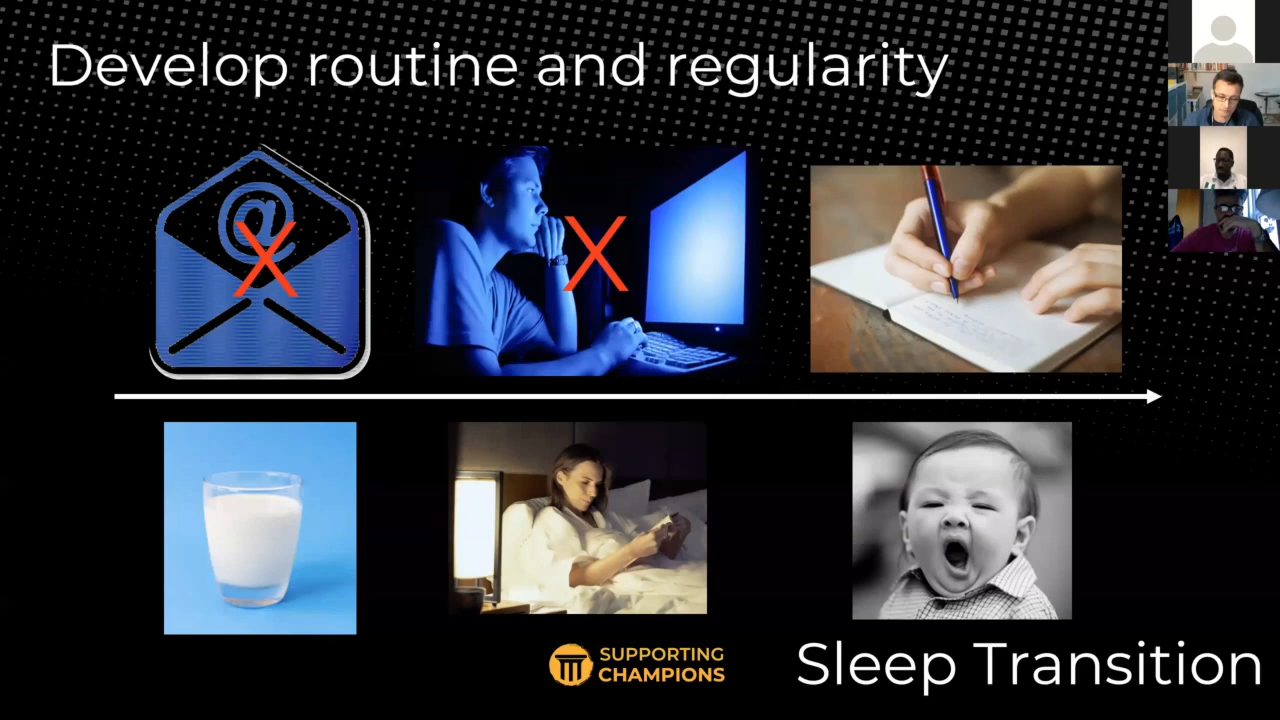 Develop routine and regularity
@
X
X
SUPPORTING
CHAMPIONS
Sleep Transition